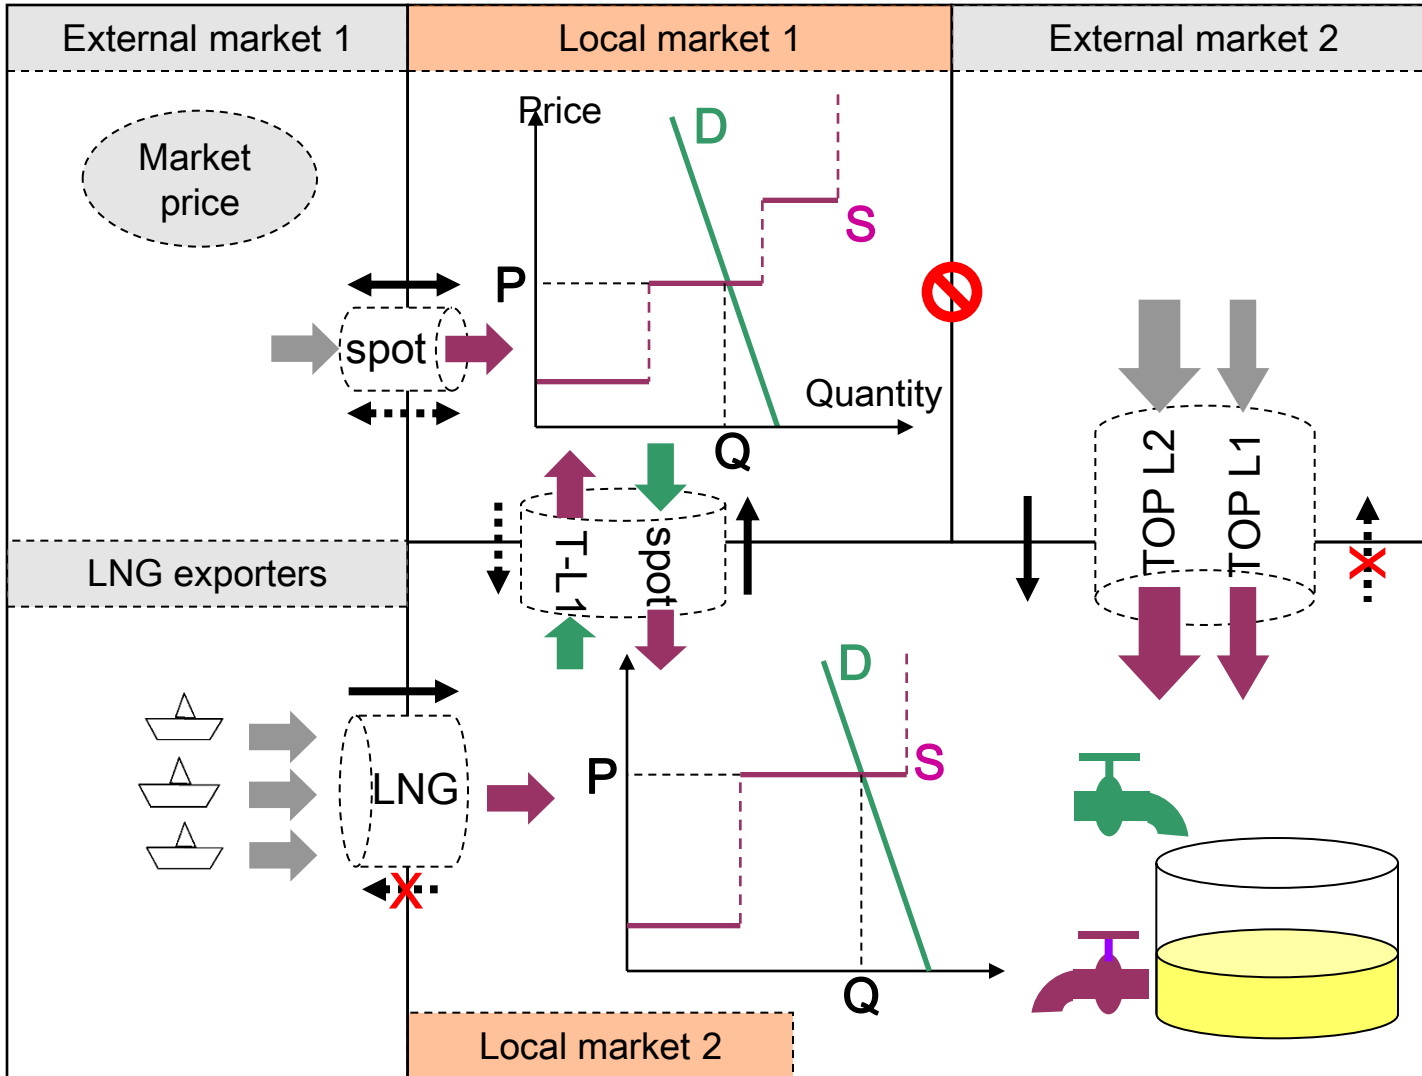 External market 1
Local market 1
External market 2
Market
price
Price
D
S
P
spot
Quantity
Q
TOP L2
TOP L1
T-L1
spot
X
LNG exporters
D
S
P
LNG
X
Q
Local market 2